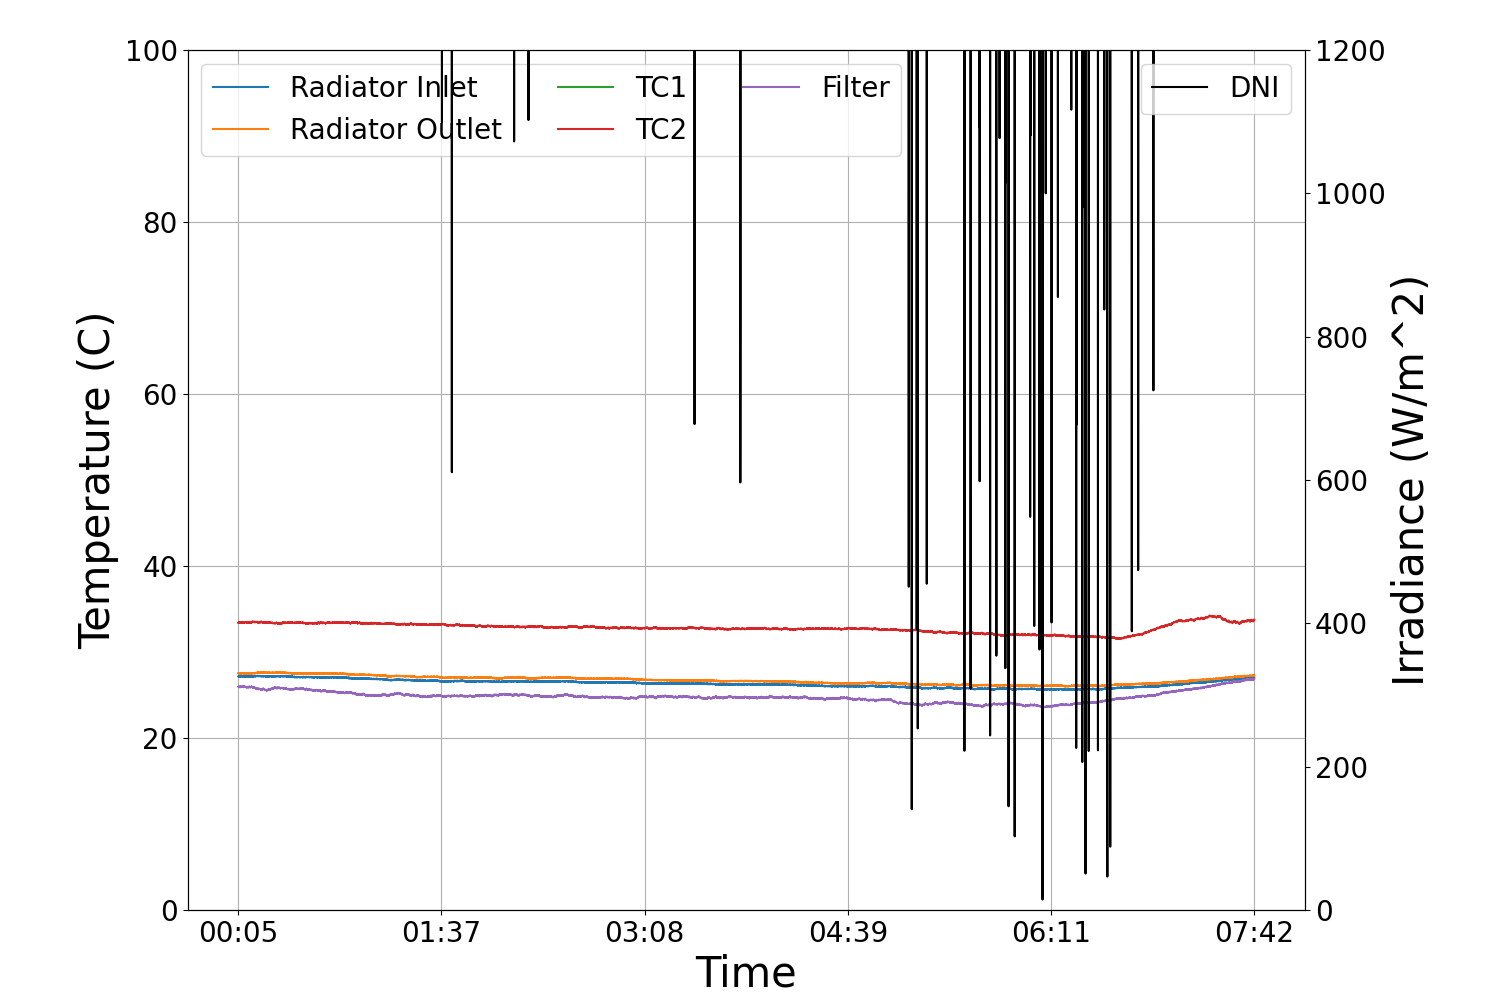 Temperature (C)
100
80
60
40
20
0
Radiator Inlet
Radiator Outlet
TC1
TC2
Filter
DNI
1200
1000
800
600
400
200
0
Irradiance (W/m^2)
00:05 01:37 03:08 04:39 06:11 07:42
Time